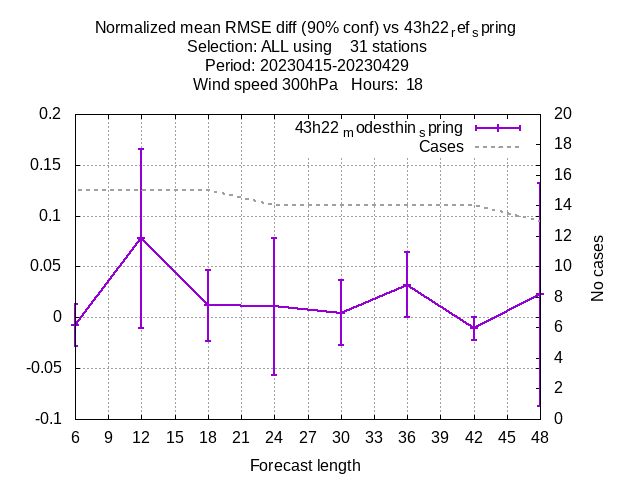 Normalized mean RMSE diff (90% conf) vs 43h22ᵣefₛpring
Selection: ALL using    31 stations
Period: 20230415-20230429
Wind speed 300hPa   Hours:  18
43h22ₘodesthinₛpring
Cases
0.2
0.15
0.1
0.05
0
-0.05
-0.1
20
18
16
14
12
10
8
6
4
2
0
No cases
6 9 12 15 18 21 24 27 30 33 36 39 42 45 48
Forecast length